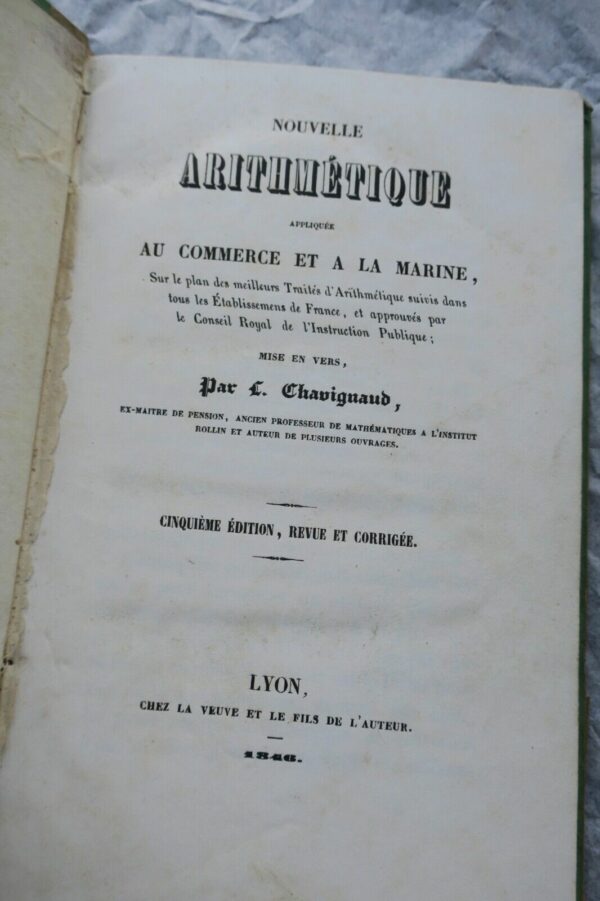 NOUVELLE
ARITHMÉTIQUE
APPLIQUÉE
AU COMMERCE ET A LA MARINE,
Sur le plan des meilleurs Traités d'Arithmétique suivis dans
tous les Établissemens de France, et approuvés par
le Conseil Royal de l'Instruction Publique;
MISE EN VERS,
Par L. Chavignaud,
EX-MAITRE DE PENSION, ANCIEN PROFESSEUR DE MATHÉMATIQUES A L'INSTITUT
ROLLIN ET AUTEUR DE PLUSIEURS OUVRAGES.
CINQUIÈME ÉDITION, REVUE ET CORRIGÉE.
LYON,
CHEZ LA VEUVE ET LE FILS DE L'AUTEUR.
1846.